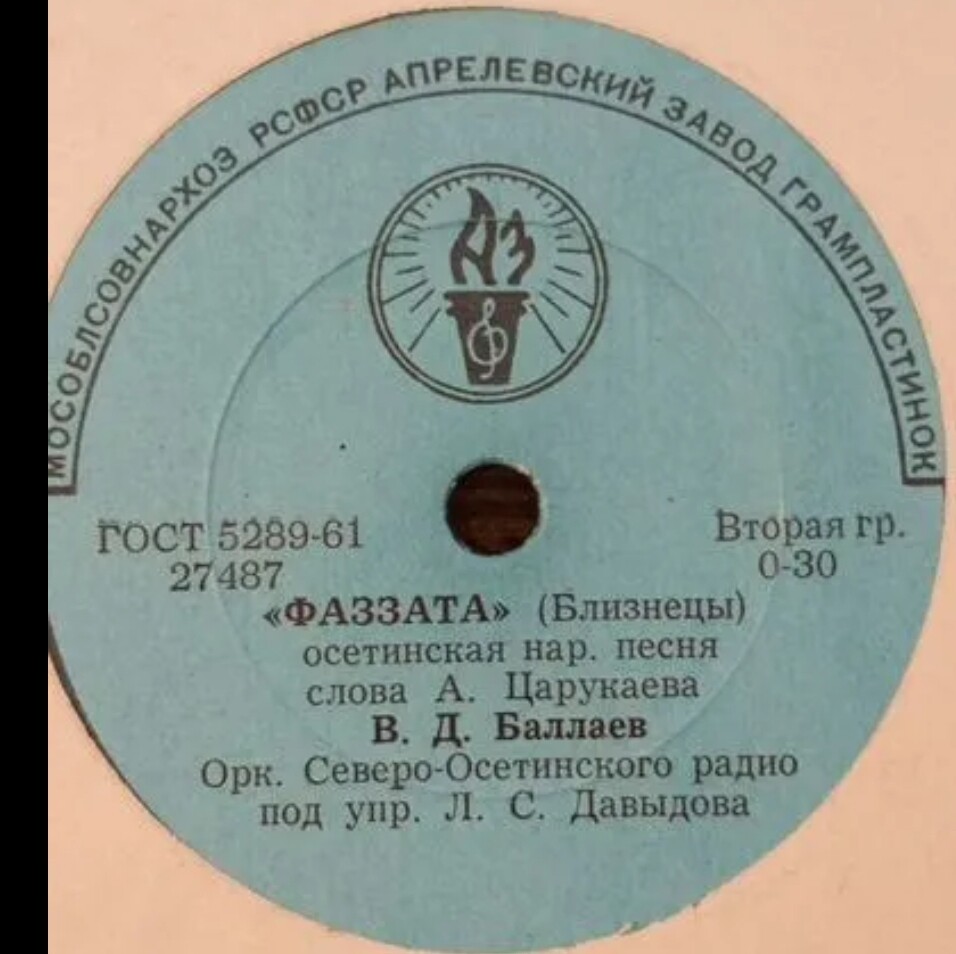 МОСОБЛСОВНАРХОЗ РСФСР АПРЕЛЕВСКИЙ ЗАВОД ГРАМПЛАСТИНОК
АЗ
ГОСТ 5289-61
27487
Вторая гр.
0-30
«ФАЗЗАТА» (Близнецы)
осетинская нар. песня
слова А. Царукаева
В. Д. Баллаев
Орк. Северо-Осетинского радио
под упр. Л. С. Давыдова